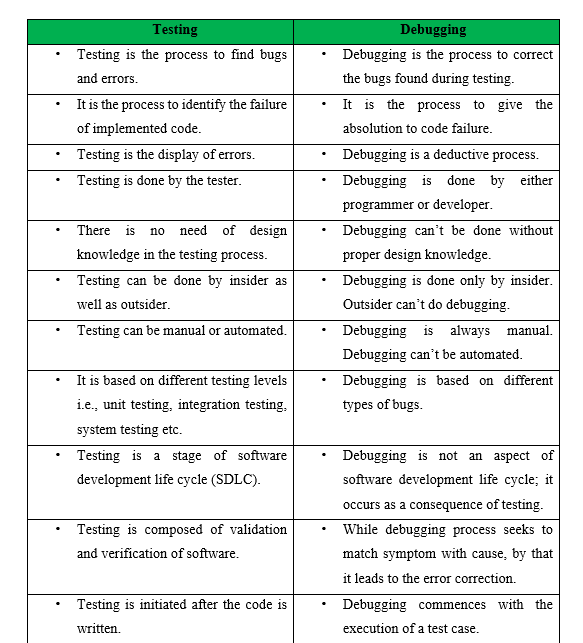 Testing
Debugging
• Testing is the process to find bugs
and errors.
• Debugging is the process to correct
the bugs found during testing.
• It is the process to identify the failure
of implemented code.
• It is the process to give the
absolution to code failure.
• Testing is the display of errors.
• Debugging is a deductive process.
• Testing is done by the tester.
• Debugging is done by either
programmer or developer.
• There is no need of design
knowledge in the testing process.
• Debugging can’t be done without
proper design knowledge.
• Testing can be done by insider as
well as outsider.
• Debugging is done only by insider.
Outsider can’t do debugging.
• Testing can be manual or automated.
• Debugging is always manual.
Debugging can’t be automated.
• It is based on different testing levels
i.e., unit testing, integration testing,
system testing etc.
• Debugging is based on different
types of bugs.
• Testing is a stage of software
development life cycle (SDLC).
• Debugging is not an aspect of
software development life cycle; it
occurs as a consequence of testing.
• Testing is composed of validation
and verification of software.
• While debugging process seeks to
match symptom with cause, by that
it leads to the error correction.
• Testing is initiated after the code is
written.
• Debugging commences with the
execution of a test case.